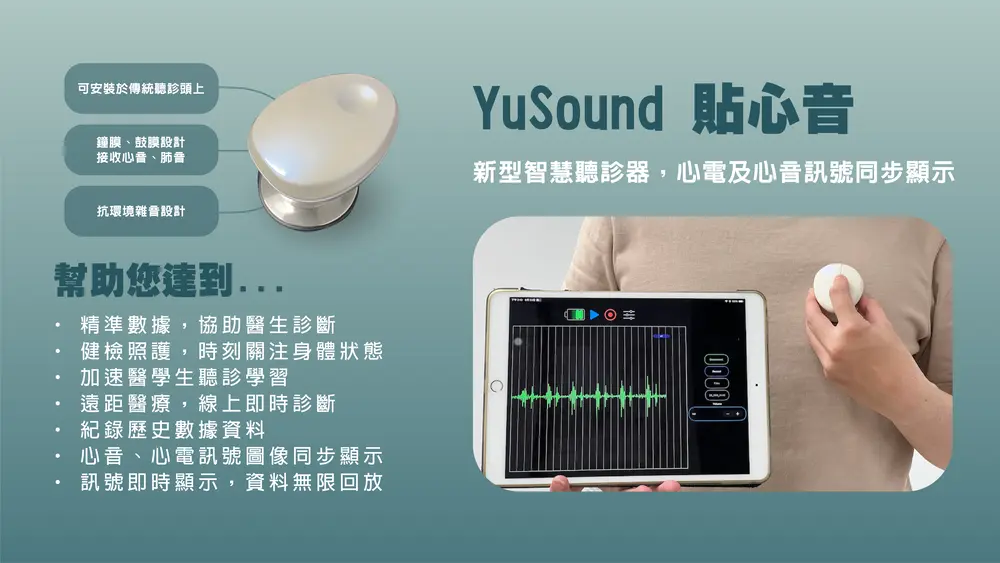 可安裝於傳統聽診頭上
鐘膜、鼓膜設計
接收心音、肺音
抗環境雜音設計
YuSound 貼心音
新型智慧聽診器，心電及心音訊號同步顯示
幫助您達到...
· 精準數據，協助醫生診斷
· 健檢照護，時刻關注身體狀態
· 加速醫學生聽診學習
· 遠距醫療，線上即時診斷
· 紀錄歷史數據資料
· 心音、心電訊號圖像同步顯示
· 訊號即時顯示，資料無限回放